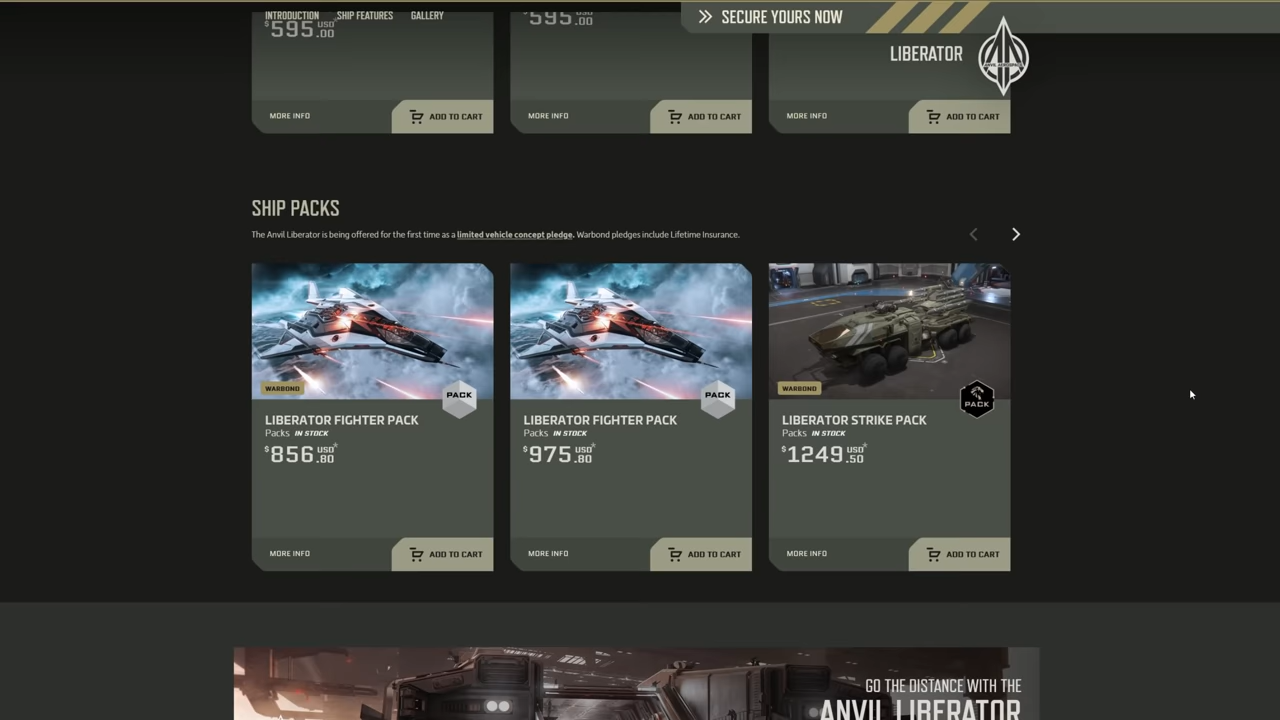 INTRODUCTION SHIP FEATURES GALLERY
SECURE YOURS NOW
$595.00 USD
$595.00
LIBERATOR
ANVIL AEROSPACE
MORE INFO ADD TO CART
MORE INFO ADD TO CART
MORE INFO ADD TO CART
SHIP PACKS
The Anvil Liberator is being offered for the first time as a limited vehicle concept pledge. Warbond pledges include Lifetime Insurance.
WARBOND
PACK
LIBERATOR FIGHTER PACK
Packs IN STOCK
$856.80 USD*
MORE INFO ADD TO CART
PACK
LIBERATOR FIGHTER PACK
Packs IN STOCK
$975.80 USD*
MORE INFO ADD TO CART
WARBOND
PACK
LIBERATOR STRIKE PACK
Packs IN STOCK
$1249.50 USD*
MORE INFO ADD TO CART
GO THE DISTANCE WITH THE
ANVIL LIBERATOR